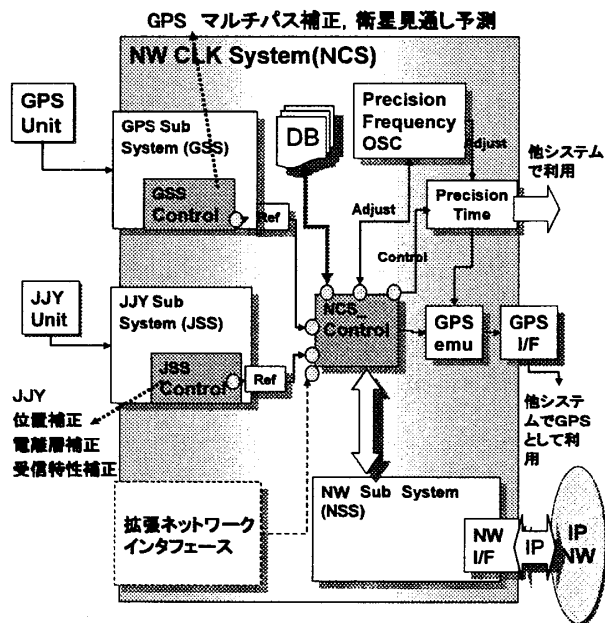 GPS マルチパス補正, 衛星見通し予測
NW CLK System(NCS)
GPS
Unit
GPS Sub
System (GSS)
GSS
Control
Ref
DB
Precision
Frequency
OSC
Adjust
他システム
で利用
Precision
Time
Adjust
Control
JJY
Unit
JJY Sub
System (JSS)
JSS
Control
Ref
NCS_
Control
GPS
emu
GPS
I/F
JJY
位置補正
電離層補正
受信特性補正
他シス
テムでGPS
として利
用
拡張ネットワーク
インタフェース
NW Sub System
(NSS)
NW
I/F
IP
IP
NW